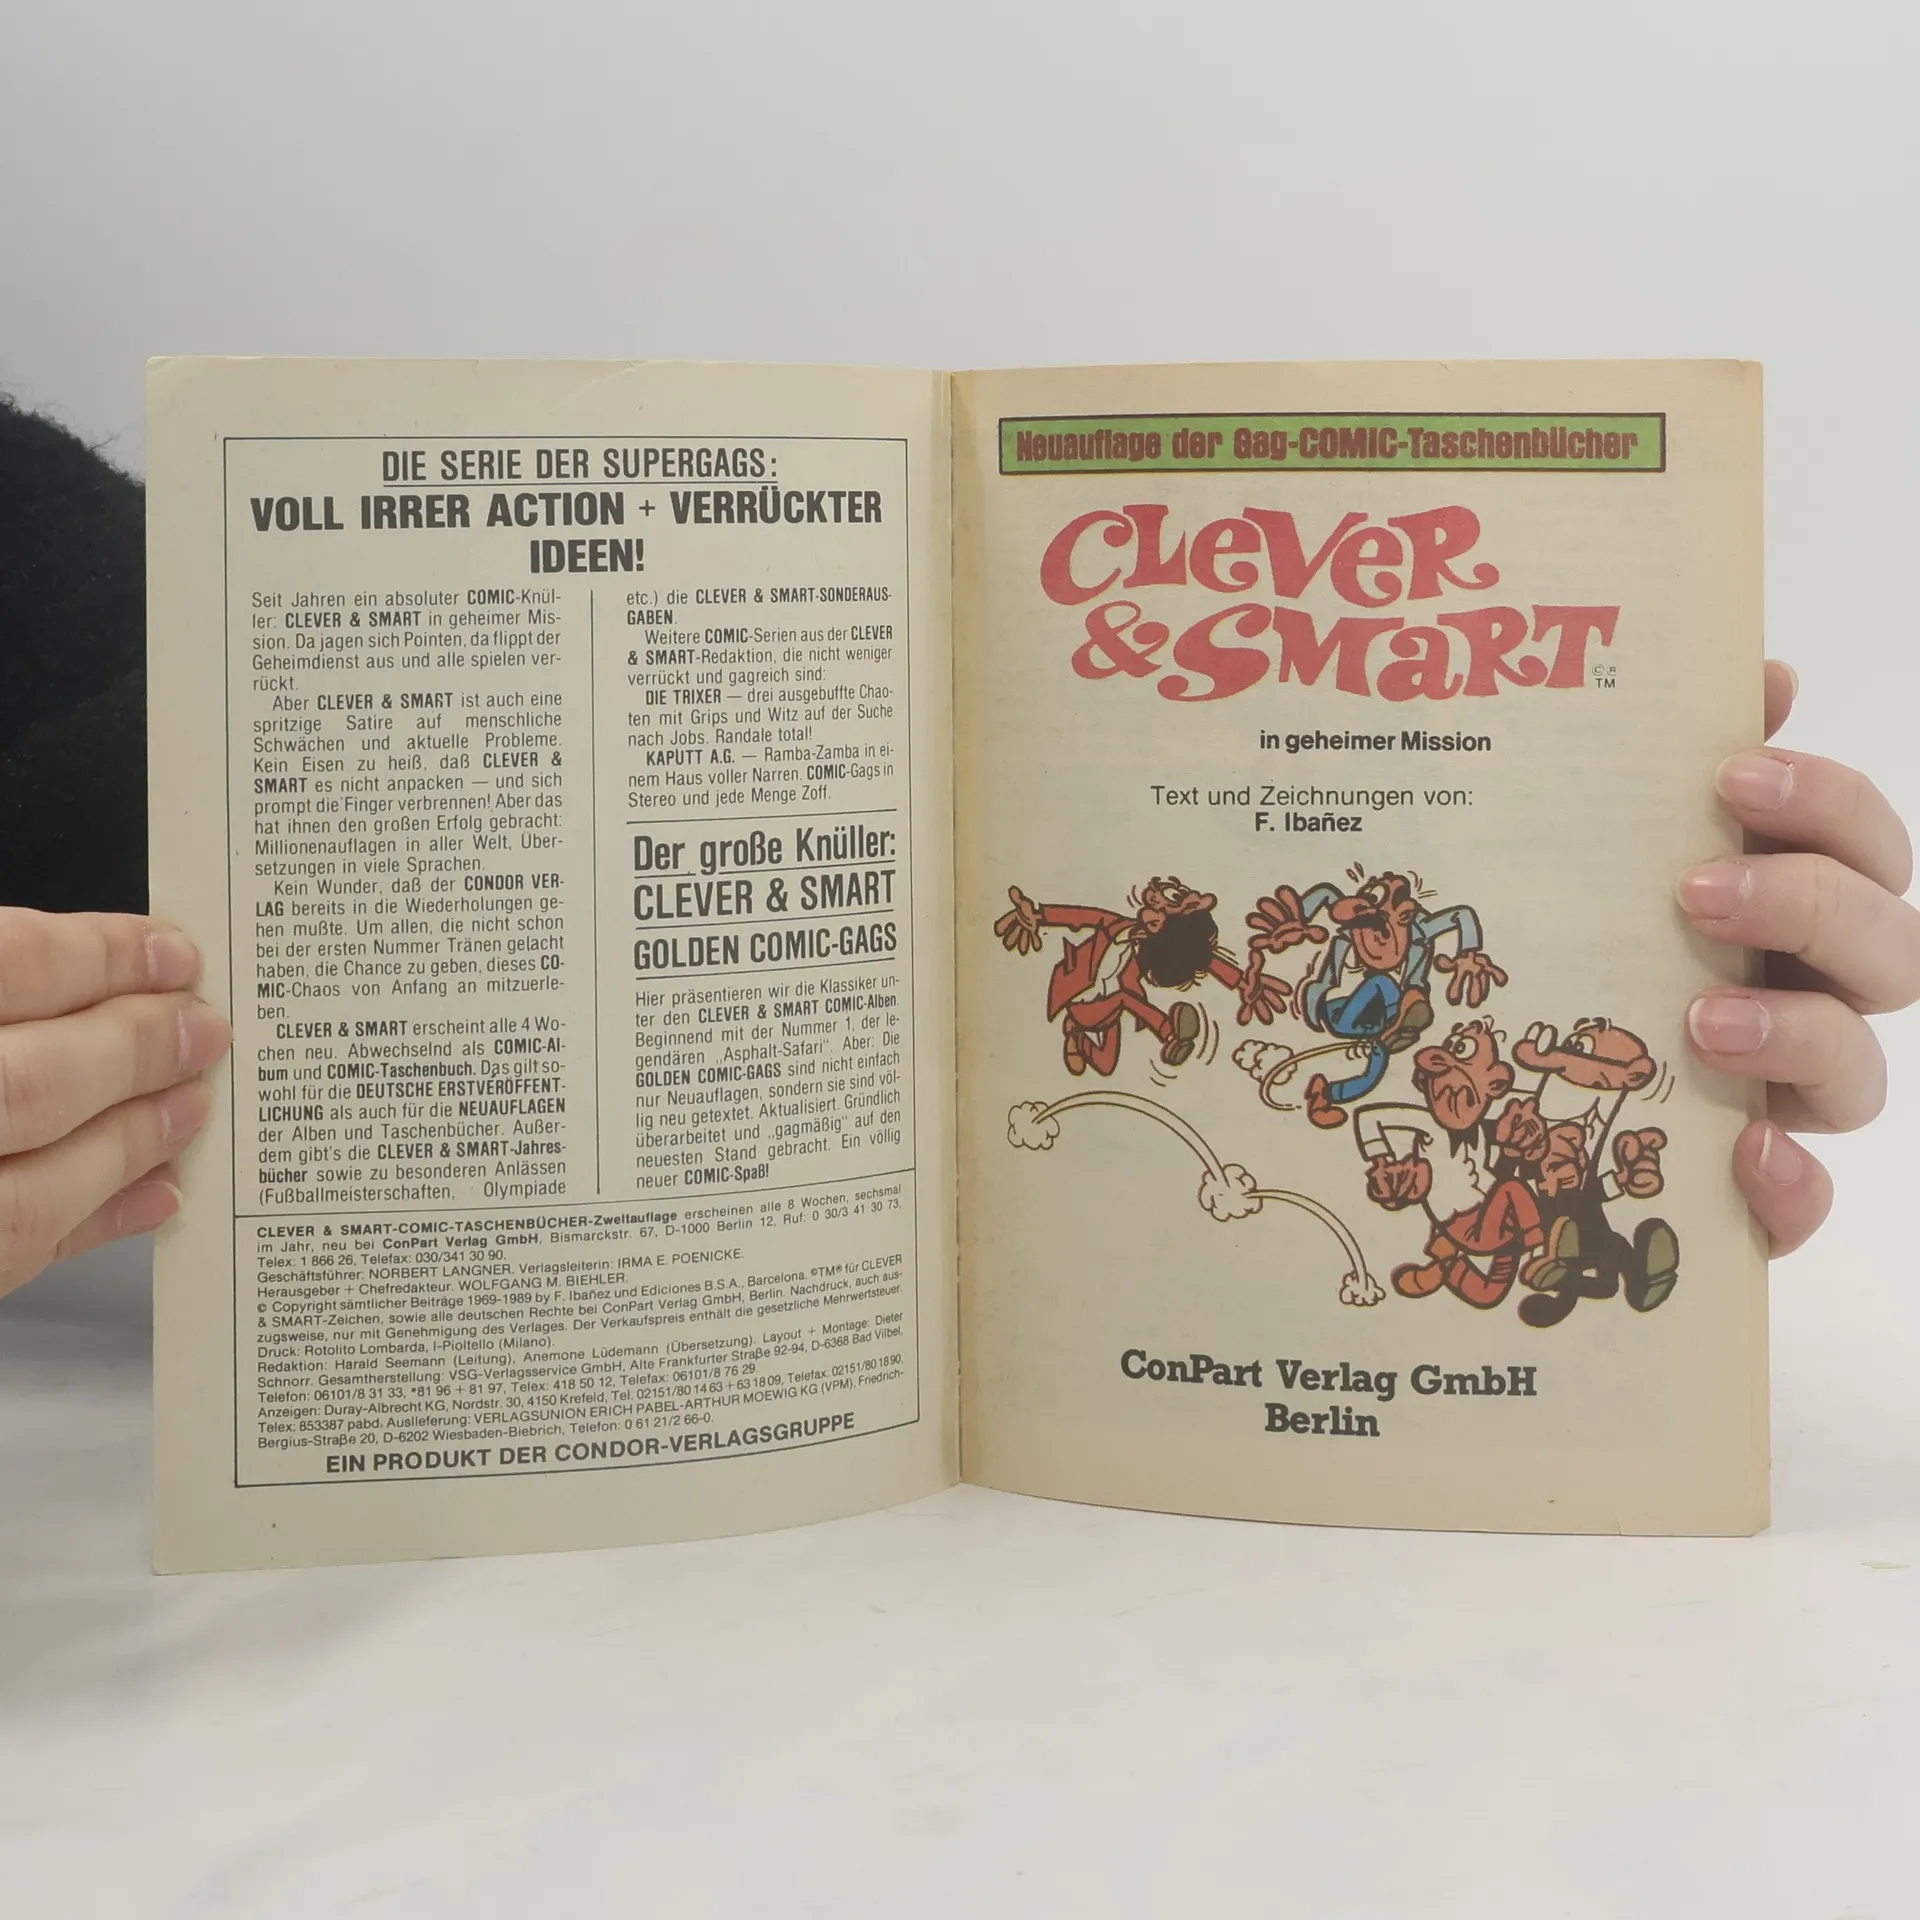 DIE SERIE DER SUPERGAGS:
VOLL IRRER ACTION + VERRÜCKTER
IDEEN!
Seit Jahren ein absoluter COMIC-Knül-
ler: CLEVER & SMART in geheimer Mis-
sion. Da jagen sich Pointen, da flippt der
Geheimdienst aus und alle spielen ver-
rückt.
Aber CLEVER & SMART ist auch eine
spritzige Satire auf menschliche
Schwächen und aktuelle Probleme.
Kein Eisen zu heiß, daß CLEVER &
SMART es nicht anpacken — und sich
prompt die Finger verbrennen! Aber das
hat ihnen den großen Erfolg gebracht:
Millionenauflagen in aller Welt, Über-
setzungen in viele Sprachen.
Kein Wunder, daß der CONDOR VER-
LAG bereits in die Wiederholungen ge-
hen mußte. Um allen, die nicht schon
bei der ersten Nummer Tränen gelacht
haben, die Chance zu geben, dieses CO-
MIC-Chaos von Anfang an mitzuerle-
ben.
CLEVER & SMART erscheint alle 4 Wo-
chen neu. Abwechselnd als COMIC-Al-
bum und COMIC-Taschenbuch. Das gilt so-
wohl für die DEUTSCHE ERSTVERÖFFENT-
LICHUNG als auch für die NEUAUFLAGEN
der Alben und Taschenbücher. Außer-
dem gibt's die CLEVER & SMART-Jahres-
bücher sowie zu besonderen Anlässen
(Fußballmeisterschaften, Olympiade
etc.) die CLEVER & SMART-SONDERAUS-
GABEN.
Weitere COMIC-Serien aus der CLEVER
& SMART-Redaktion, die nicht weniger
verrückt und gagreich sind:
DIE TRIXER — drei ausgebuffte Chao-
ten mit Grips und Witz auf der Suche
nach Jobs. Randale total!
KAPUTT A.G. — Ramba-Zamba in ei-
nem Haus voller Narren. COMIC-Gags in
Stereo und jede Menge Zoff.
Der große Knüller:
CLEVER & SMART
GOLDEN COMIC-GAGS
Hier präsentieren wir die Klassiker un-
ter den CLEVER & SMART COMIC-Alben.
Beginnend mit der Nummer 1, der le-
gendären „Asphalt-Safari". Aber: Die
GOLDEN COMIC-GAGS sind nicht einfach
nur Neuauflagen, sondern sie sind völ-
lig neu getextet. Aktualisiert. Gründlich
überarbeitet und „gagmäßig" auf den
neuesten Stand gebracht. Ein völlig
neuer COMIC-Spaß!
CLEVER & SMART-COMIC-TASCHENBÜCHER-Zweitauflage erscheinen alle 8 Wochen, sechsmal
im Jahr, neu bei ConPart Verlag GmbH, Bismarckstr. 67, D-1000 Berlin 12, Ruf: 0 30/3 41 30 73,
Telex: 1 866 26, Telefax: 030/341 30 90.
Geschäftsführer: NORBERT LANGNER. Verlagsleiterin: IRMA E. POENICKE.
Herausgeber + Chefredakteur: WOLFGANG M. BIEHLER.
© Copyright sämtlicher Beiträge 1969-1989 by F. Ibañez und Ediciones B.S.A., Barcelona. ©TM® für CLEVER
& SMART-Zeichen, sowie alle deutschen Rechte bei ConPart Verlag GmbH, Berlin. Nachdruck, auch aus-
zugsweise, nur mit Genehmigung des Verlages. Der Verkaufspreis enthält die gesetzliche Mehrwertsteuer.
Druck: Rotolito Lombarda, I-Pioltello (Milano).
Redaktion: Harald Seemann (Leitung), Anemone Lüdemann (Übersetzung). Layout + Montage: Dieter
Schnorr. Gesamtherstellung: VSG-Verlagsservice GmbH, Alte Frankfurter Straße 92-94, D-6368 Bad Vilbel,
Telefon: 06101/8 31 33, *81 96 + 81 97, Telex: 418 50 12, Telefax: 06101/8 76 29.
Anzeigen: Duray-Albrecht KG, Nordstr. 30, 4150 Krefeld, Tel. 02151/80 14 63 + 63 18 09, Telefax: 02151/80 18 90,
Telex: 853387 pabd, Auslieferung: VERLAGSUNION ERICH PABEL-ARTHUR MOEWIG KG (VPM), Friedrich-
Bergius-Straße 20, D-6202 Wiesbaden-Biebrich, Telefon: 0 61 21/2 66-0.
EIN PRODUKT DER CONDOR-VERLAGSGRUPPE
Neuauflage der Gag-COMIC-Taschenbücher
CLEVER
& SMART
© ®
TM
in geheimer Mission
Text und Zeichnungen von:
F. Ibañez
ConPart Verlag GmbH
Berlin